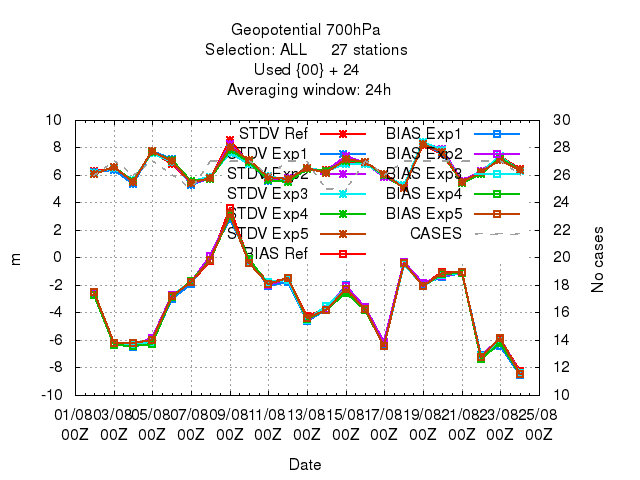 Geopotential 700hPa
Selection: ALL 27 stations
Used {00} + 24
Averaging window: 24h
10 30
8 28
6 26
4 24
2 22
0 20
-2 18
-4 16
-6 14
-8 12
-10 10
STDV Ref BIAS Exp1
STDV Exp1 BIAS Exp2
STDV Exp2 BIAS Exp3
STDV Exp3 BIAS Exp4
STDV Exp4 BIAS Exp5
STDV Exp5 CASES
BIAS Ref
m
No cases
01/08 03/08 05/08 07/08 09/08 11/08 13/08 15/08 17/08 19/08 21/08 23/08 25/08
00Z 00Z 00Z 00Z 00Z 00Z 00Z 00Z 00Z 00Z 00Z 00Z 00Z
Date